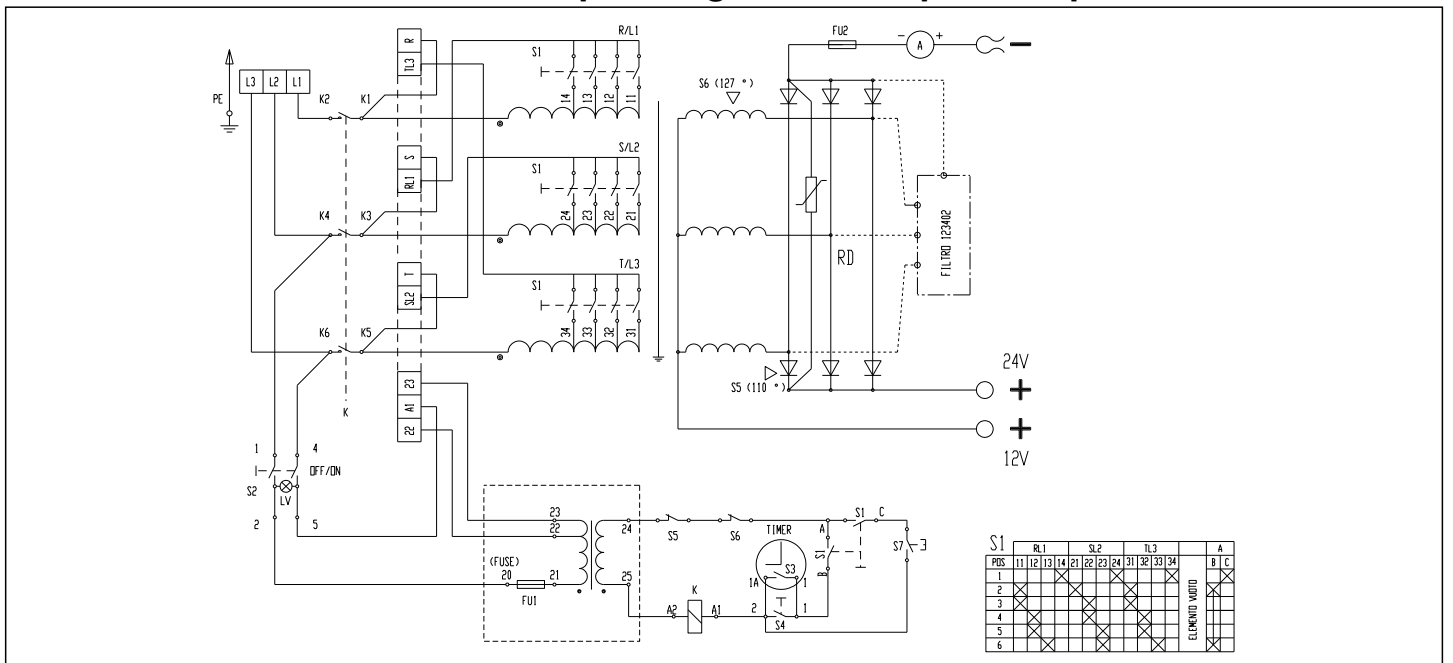 PE
L3 L2 L1
K2 K1
R
TL3
R/L1
S1
14 13 12 11
K4 K3
S
RL1
S/L2
S1
24 23 22 21
K6 K5
T
SL2
T/L3
S1
34 33 32 31
K
23
A1
22
FU2
- A +
S6 (127 °)
RD
FILTRO 123402
S5 (110 °)
24V
+
+
12V
1 4
OFF/ON
S2
LV
2 5
23
22
(FUSE)
20 21
FU1
24
25
S5 S6
TIMER
S3
1A 1
A S1 C
S1
B
S7
K
A2 A1
2 1
S4
S1 RL1 SL2 TL3 A
POS 11 12 13 14 21 22 23 24 31 32 33 34 B C
1
2
3
4
5
6
ELEMENTO VUOTO